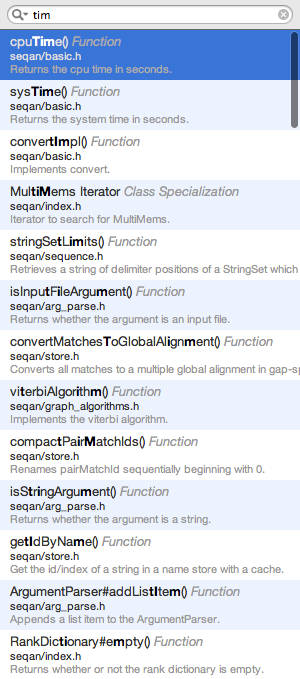 tim
cpuTime() Function
seqan/basic.h
Returns the cpu time in seconds.
sysTime() Function
seqan/basic.h
Returns the system time in seconds.
convertImpl() Function
seqan/basic.h
Implements convert.
MultiMems Iterator Class Specialization
seqan/index.h
Iterator to search for MultiMems.
stringSetLimits() Function
seqan/sequence.h
Retrieves a string of delimiter positions of a StringSet which
isInputFileArgument() Function
seqan/arg_parse.h
Returns whether the argument is an input file.
convertMatchesToGlobalAlignment() Function
seqan/store.h
Converts all matches to a multiple global alignment in gap-sp
viterbiAlgorithm() Function
seqan/graph_algorithms.h
Implements the viterbi algorithm.
compactPairMatchIds() Function
seqan/store.h
Renames pairMatchId sequentially beginning with 0.
isStringArgument() Function
seqan/arg_parse.h
Returns whether the argument is a string.
getIdByName() Function
seqan/store.h
Get the id/index of a string in a name store with a cache.
ArgumentParser#addListItem() Function
seqan/arg_parse.h
Appends a list item to the ArgumentParser.
RankDictionary#empty() Function
seqan/index.h
Returns whether or not the rank dictionary is empty.